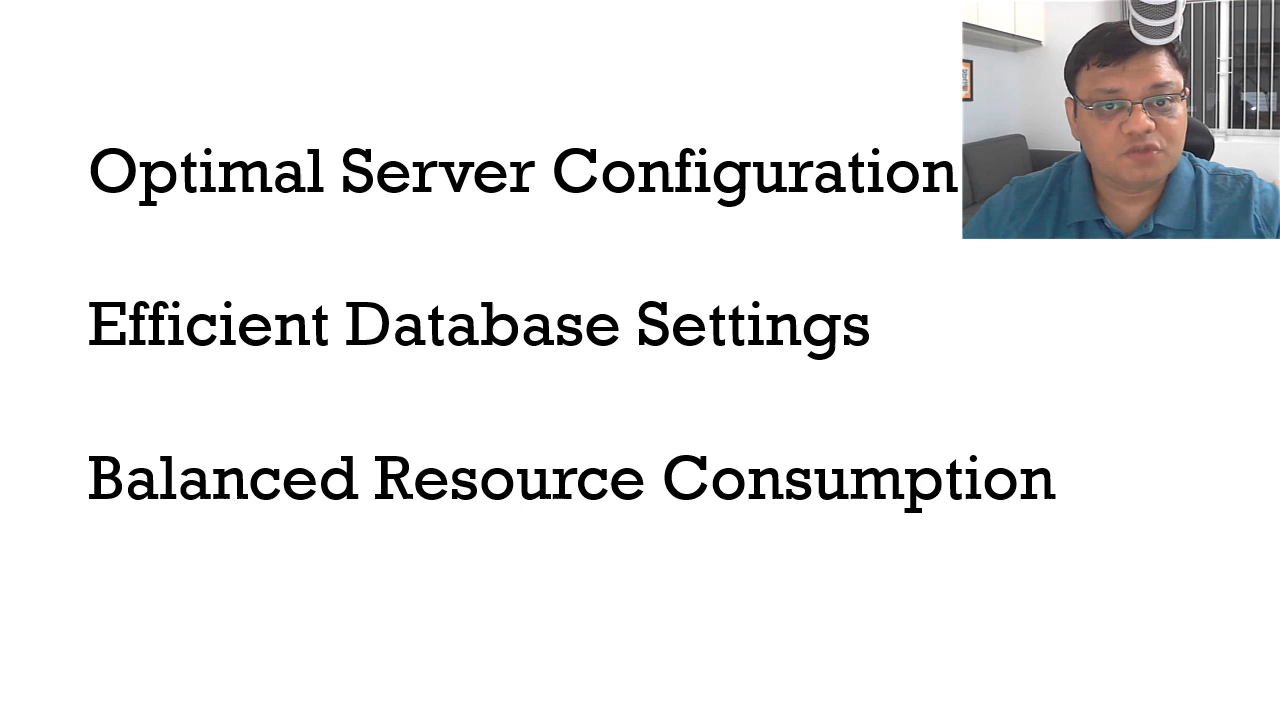 Optimal Server Configuration
Efficient Database Settings
Balanced Resource Consumption